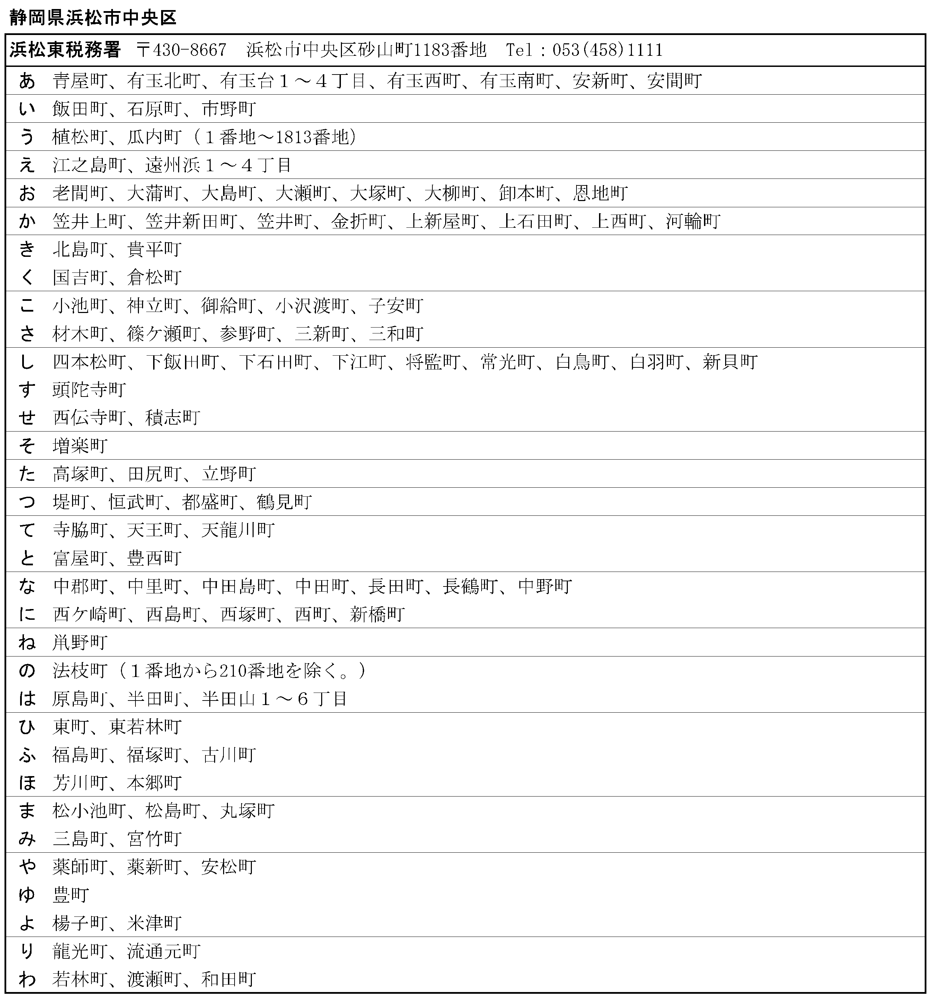 静岡県浜松市中央区
浜松東税務署　〒430-8667　浜松市中央区砂山町1183番地　Tel：053(458)1111
あ　青屋町、有玉北町、有玉台１～４丁目、有玉西町、有玉南町、安新町、安間町
い　飯田町、石原町、市野町
う　植松町、瓜内町（１番地～1813番地）
え　江之島町、遠州浜１～４丁目
お　老間町、大蒲町、大島町、大瀬町、大塚町、大柳町、卸本町、恩地町
か　笠井上町、笠井新田町、笠井町、金折町、上新屋町、上石田町、上西町、河輪町
き　北島町、貴平町
く　国吉町、倉松町
こ　小池町、神立町、御給町、小沢渡町、子安町
さ　材木町、篠ケ瀬町、参野町、三新町、三和町
し　四本松町、下飯田町、下石田町、下江町、将監町、常光町、白鳥町、白羽町、新貝町
す　頭陀寺町
せ　西伝寺町、積志町
そ　増楽町
た　高塚町、田尻町、立野町
つ　堤町、恒武町、都盛町、鶴見町
て　寺脇町、天王町、天龍川町
と　富屋町、豊西町
な　中郡町、中里町、中田島町、中田町、長田町、長鶴町、中野町
に　西ケ崎町、西島町、西塚町、西町、新橋町
ね　鼡野町
の　法枝町（１番地から210番地を除く。）
は　原島町、半田町、半田山１～６丁目
ひ　東町、東若林町
ふ　福島町、福塚町、古川町
ほ　芳川町、本郷町
ま　松小池町、松島町、丸塚町
み　三島町、宮竹町
や　薬師町、薬新町、安松町
ゆ　豊町
よ　楊子町、米津町
り　龍光町、流通元町
わ　若林町、渡瀬町、和田町